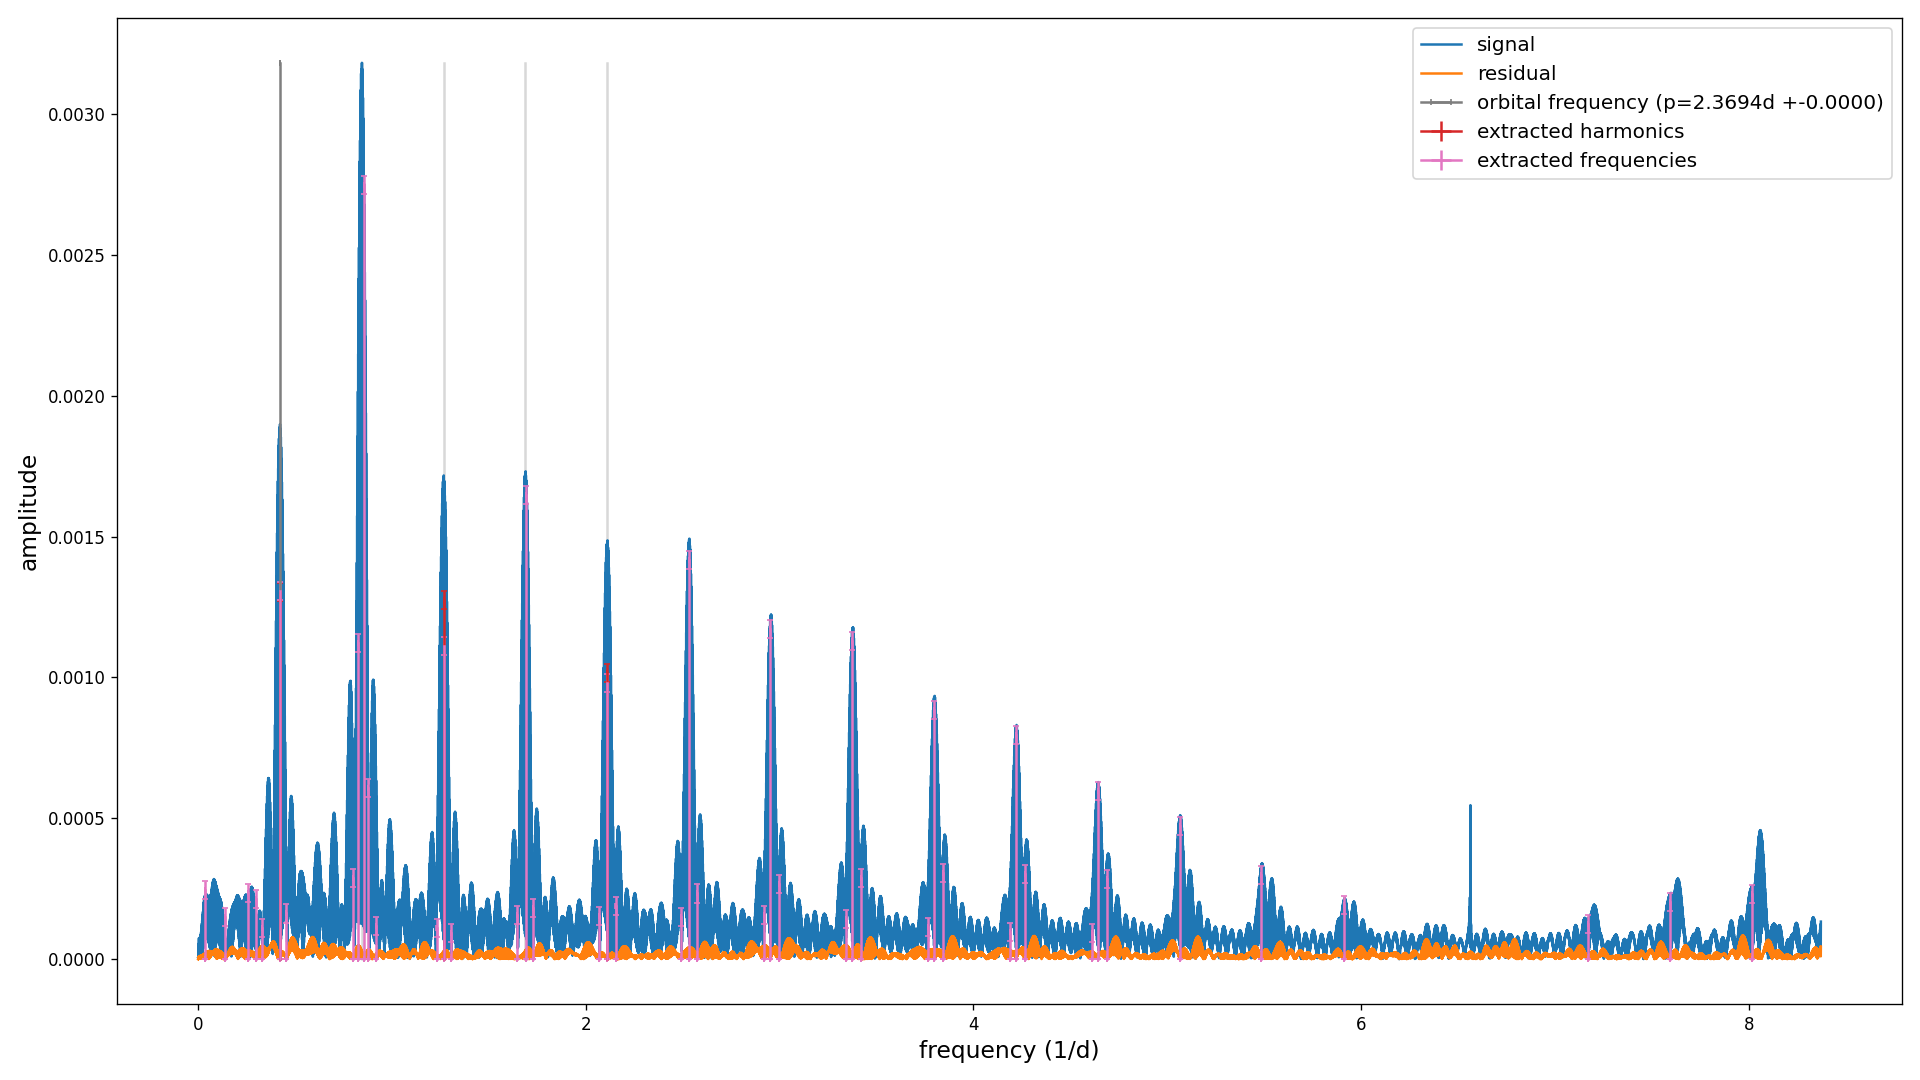 signal
residual
orbital frequency (p=2.3694d +-0.0000)
extracted harmonics
extracted frequencies
0.0030
0.0025
0.0020
0.0015
0.0010
0.0005
0.0000
amplitude
0 2 4 6 8
frequency (1/d)